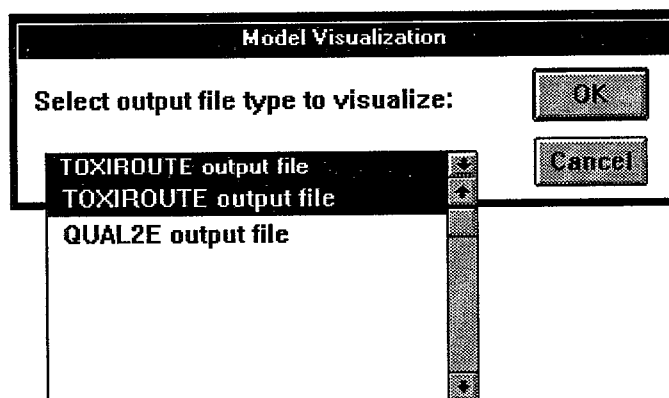 Model Visualization
Select output file type to visualize:
OK
Cancel
TOXIROUTE output file
TOXIROUTE output file
QUAL2E output file